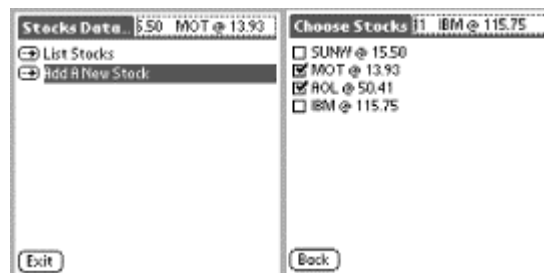 Stocks Data... 5.50 MOT @ 13.93
List Stocks
Add A New Stock
Exit
Choose Stocks 41 IBM @ 115.75
SUNW @ 15.50
MOT @ 13.93
AOL @ 50.41
IBM @ 115.75
Back